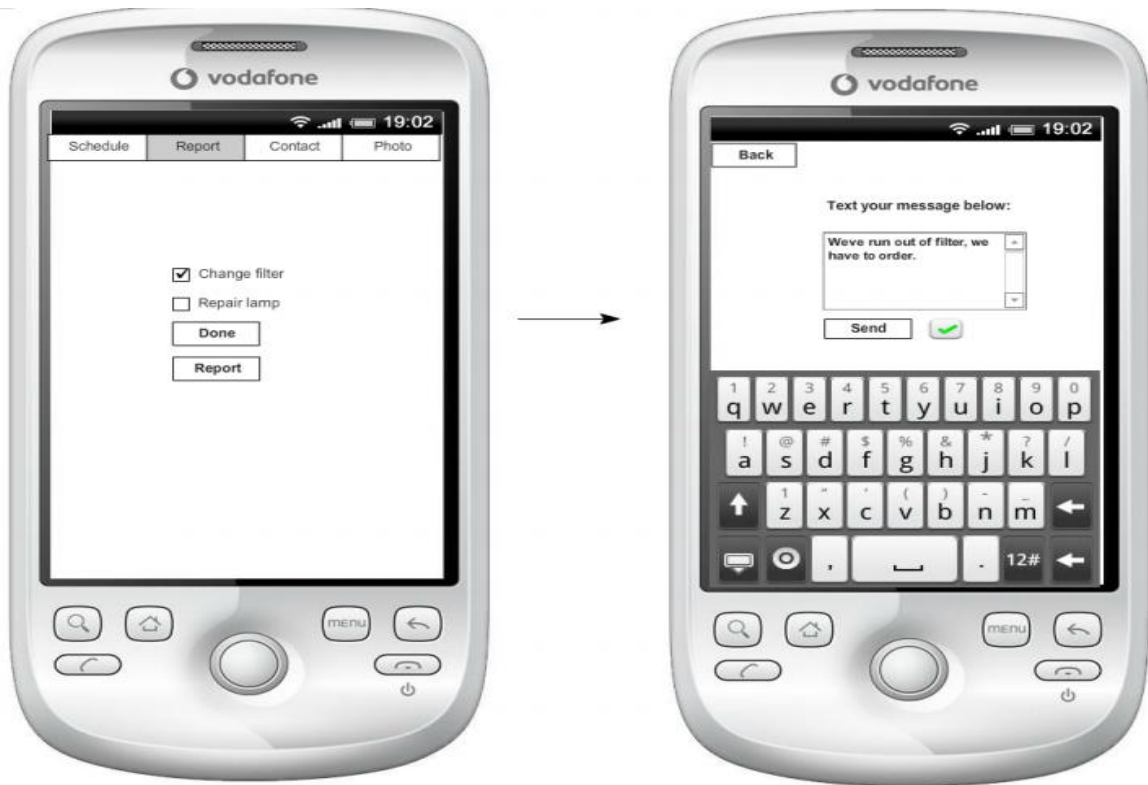 vodafone
19:02
Schedule Report Contact Photo
Change filter
Repair lamp
Done
Report
MENU
vodafone
19:02
Back
Text your message below:
Weve run out of filter, we
have to order.
Send
1 2 3 4 5 6 7 8 9 0
q w e r t y u i o p
! @ # $ % & * ? /
a s d f g h j k l
1 " ' ( ) - _
z x c v b n m
, . 12#
MENU